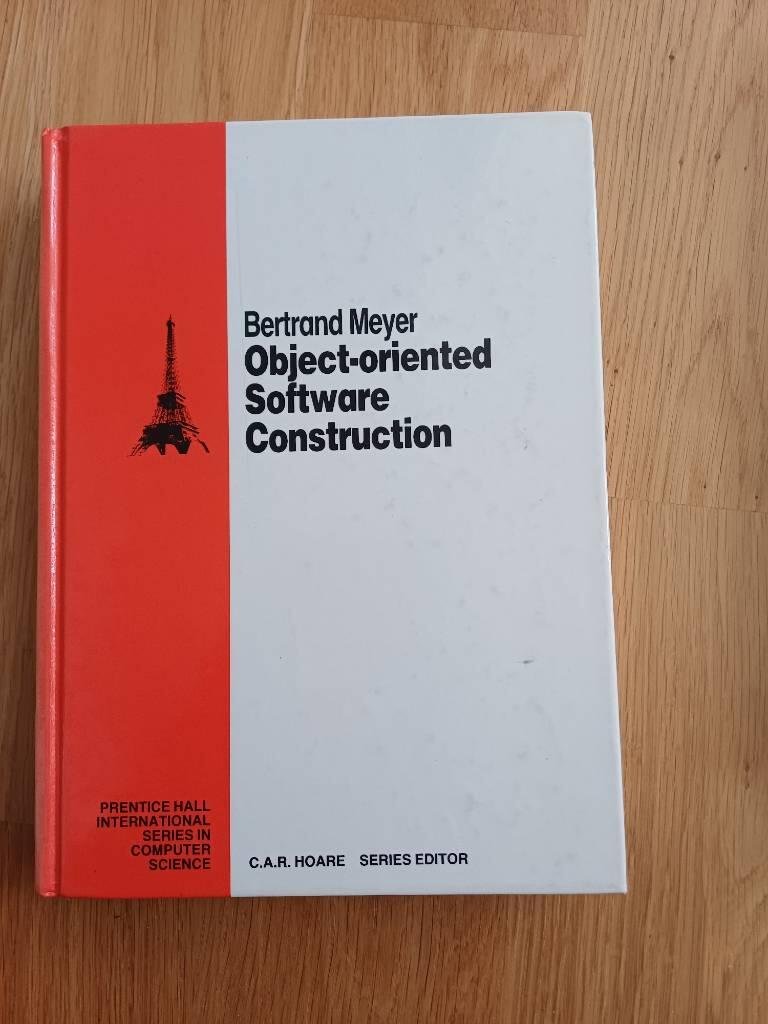 Bertrand Meyer
Object-oriented
Software
Construction
PRENTICE HALL
INTERNATIONAL
SERIES IN
COMPUTER
SCIENCE
C.A.R. HOARE SERIES EDITOR